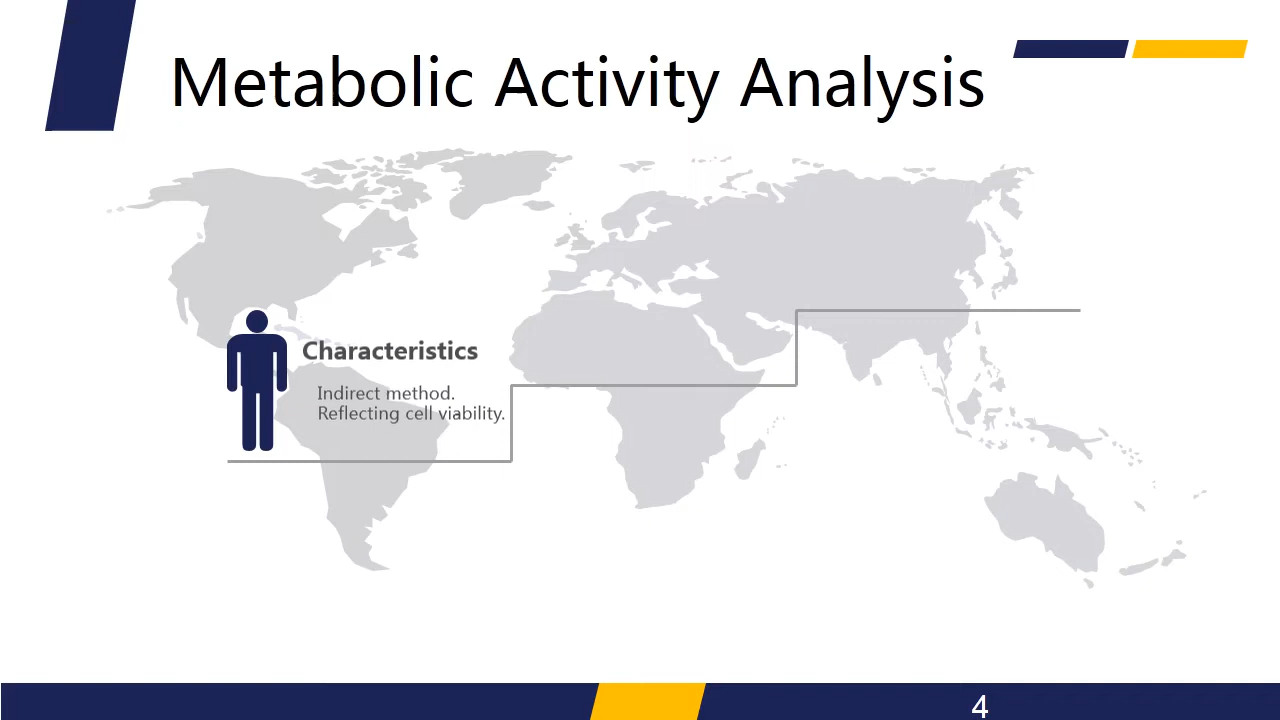 Metabolic Activity Analysis
Characteristics
Indirect method.
Reflecting cell viability.
4